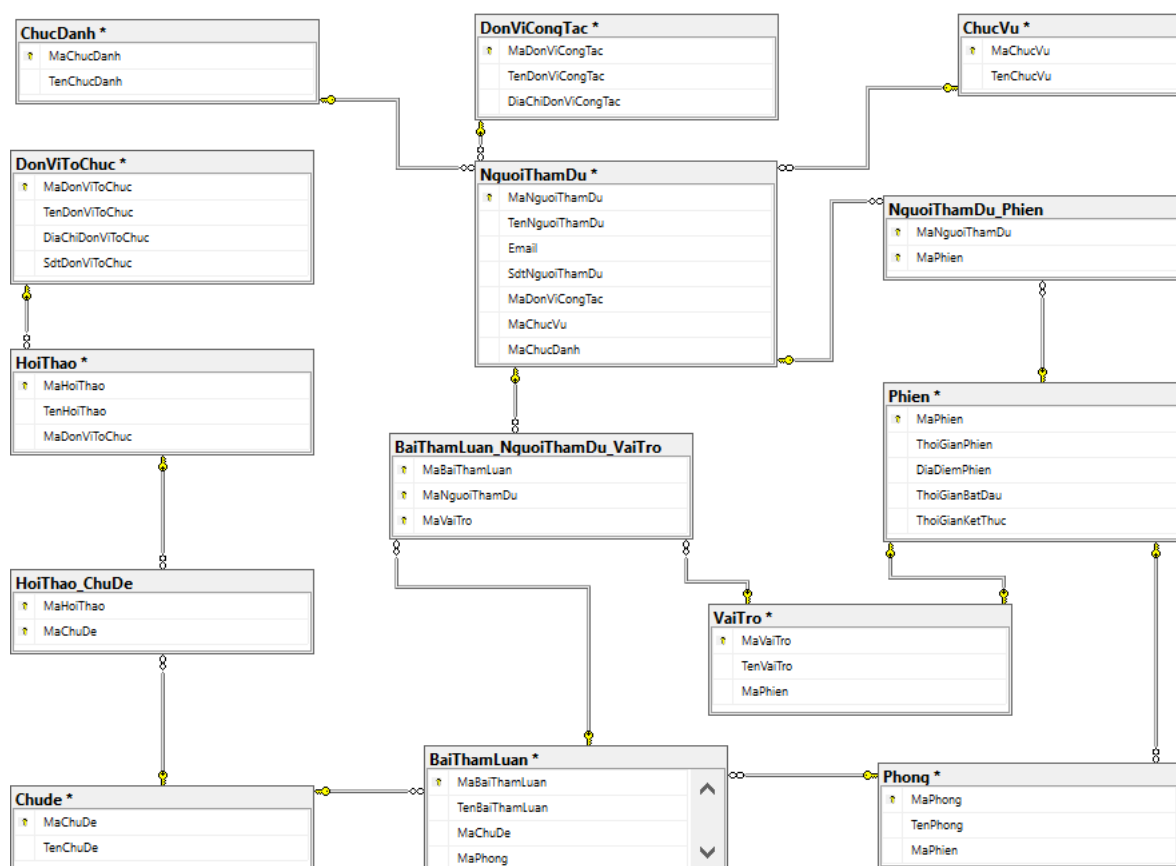 ChucDanh *
MaChucDanh
TenChucDanh
DonViCongTac *
MaDonViCongTac
TenDonViCongTac
DiaChiDonViCongTac
ChucVu *
MaChucVu
TenChucVu
DonViToChuc *
MaDonViToChuc
TenDonViToChuc
DiaChiDonViToChuc
SdtDonViToChuc
NguoiThamDu *
MaNguoiThamDu
TenNguoiThamDu
Email
SdtNguoiThamDu
MaDonViCongTac
MaChucVu
MaChucDanh
NguoiThamDu_Phien
MaNguoiThamDu
MaPhien
HoiThao *
MaHoiThao
TenHoiThao
MaDonViToChuc
Phien *
MaPhien
ThoiGianPhien
DiaDiemPhien
ThoiGianBatDau
ThoiGianKetThuc
BaiThamLuan_NguoiThamDu_VaiTro
MaBaiThamLuan
MaNguoiThamDu
MaVaiTro
HoiThao_ChuDe
MaHoiThao
MaChuDe
VaiTro *
MaVaiTro
TenVaiTro
MaPhien
Chude *
MaChuDe
TenChuDe
BaiThamLuan *
MaBaiThamLuan
TenBaiThamLuan
MaChuDe
MaPhong
Phong *
MaPhong
TenPhong
MaPhien